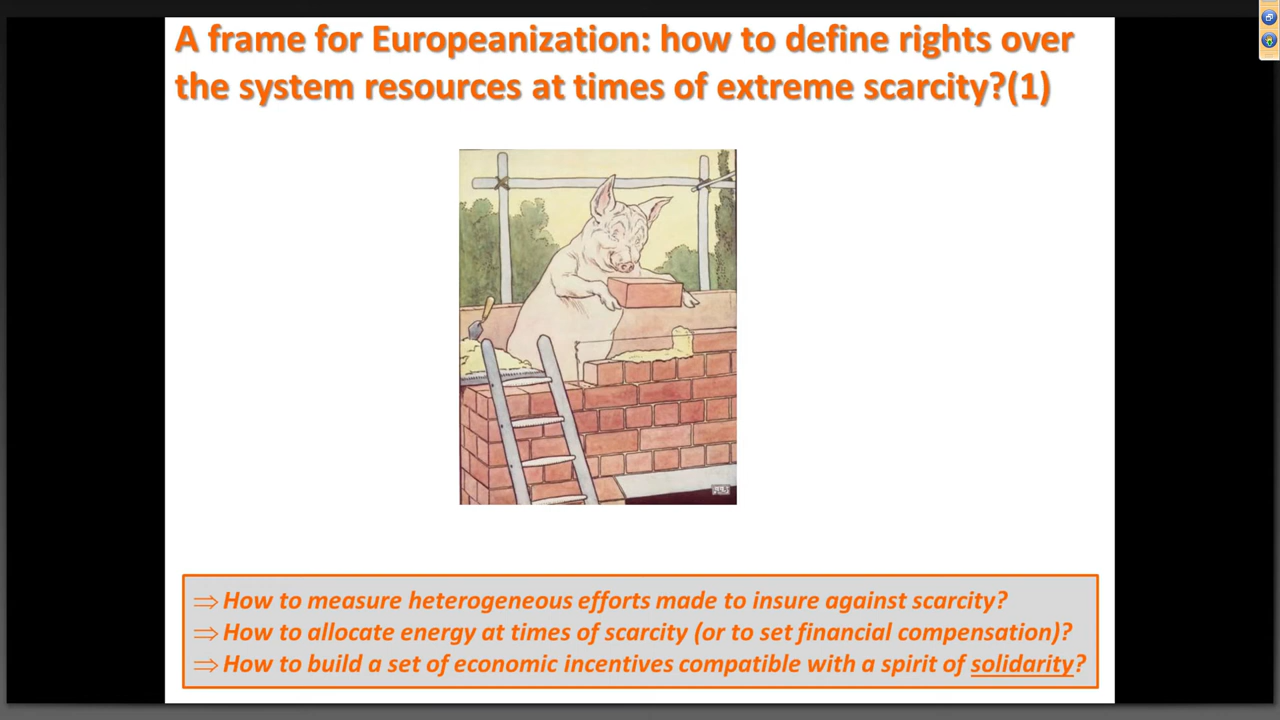 A frame for Europeanization: how to define rights over
the system resources at times of extreme scarcity?(1)
⇒ How to measure heterogeneous efforts made to insure against scarcity?
⇒ How to allocate energy at times of scarcity (or to set financial compensation)?
⇒ How to build a set of economic incentives compatible with a spirit of solidarity?